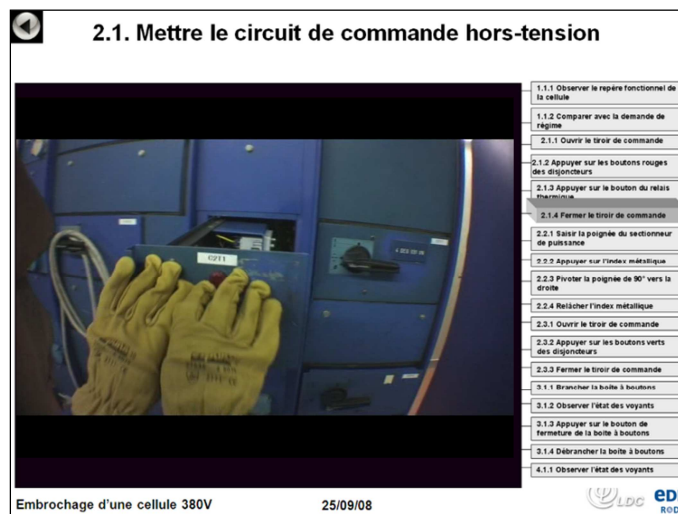 2.1. Mettre le circuit de commande hors-tension
C211
1.1.1 Observer le repère fonctionnel de
la cellule
1.1.2 Comparer avec la demande de
régime
2.1.1 Ouvrir le tiroir de commande
2.1.2 Appuyer sur les boutons rouges
des disjoncteurs
2.1.3 Appuyer sur le bouton du relais
thermique
2.1.4 Fermer le tiroir de commande
2.2.1 Saisir la poignée du sectionneur
de puissance
2.2.2 Appuyer sur l'index métallique
2.2.3 Pivoter la poignée de 90° vers la
droite
2.2.4 Relâcher l'index métallique
2.3.1 Ouvrir le tiroir de commande
2.3.2 Appuyer sur les boutons verts
des disjoncteurs
2.3.3 Fermer le tiroir de commande
3.1.1 Brancher la boîte à boutons
3.1.2 Observer l'état des voyants
3.1.3 Appuyer sur le bouton de
fermeture de la boîte à boutons
3.1.4 Débrancher la boîte à boutons
4.1.1 Observer l'état des voyants
Embrochage d'une cellule 380V
25/09/08
LDC